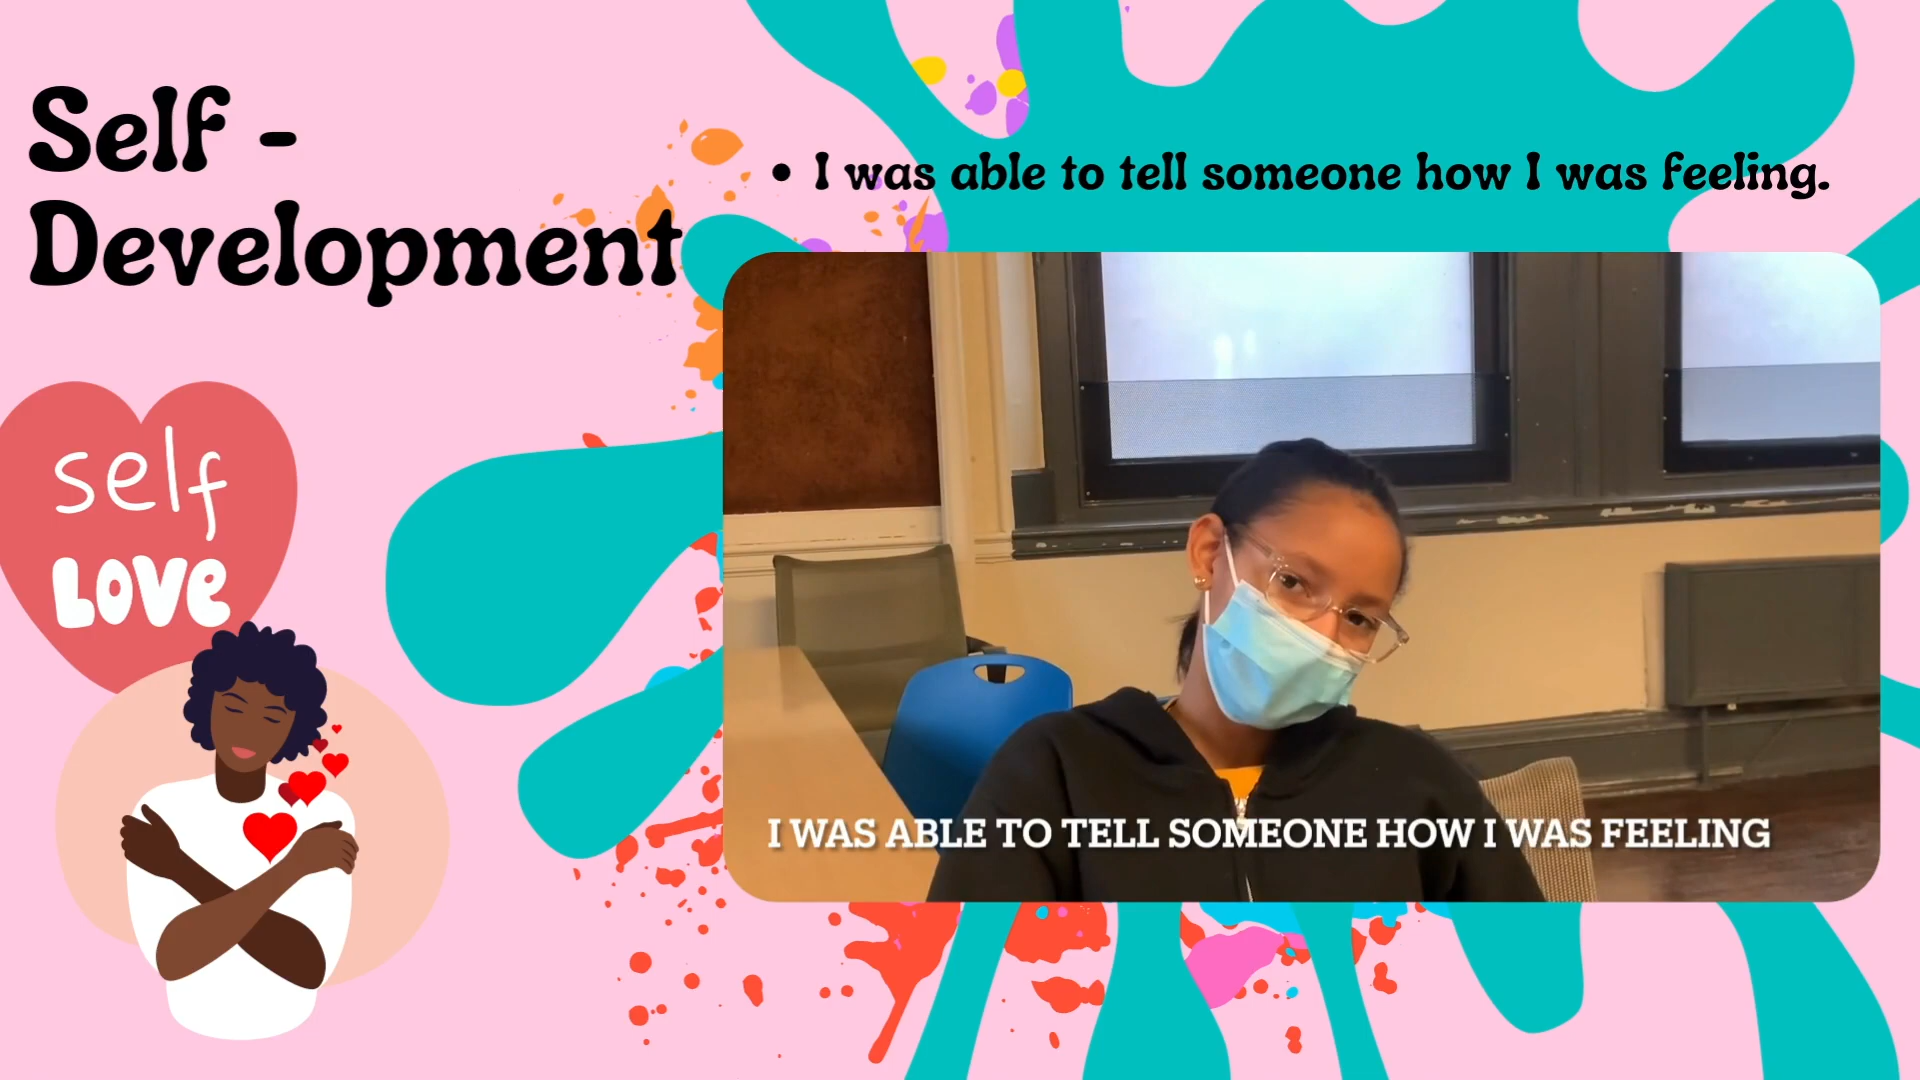 Self -
Development
• I was able to tell someone how I was feeling.
self
LOVE
I WAS ABLE TO TELL SOMEONE HOW I WAS FEELING